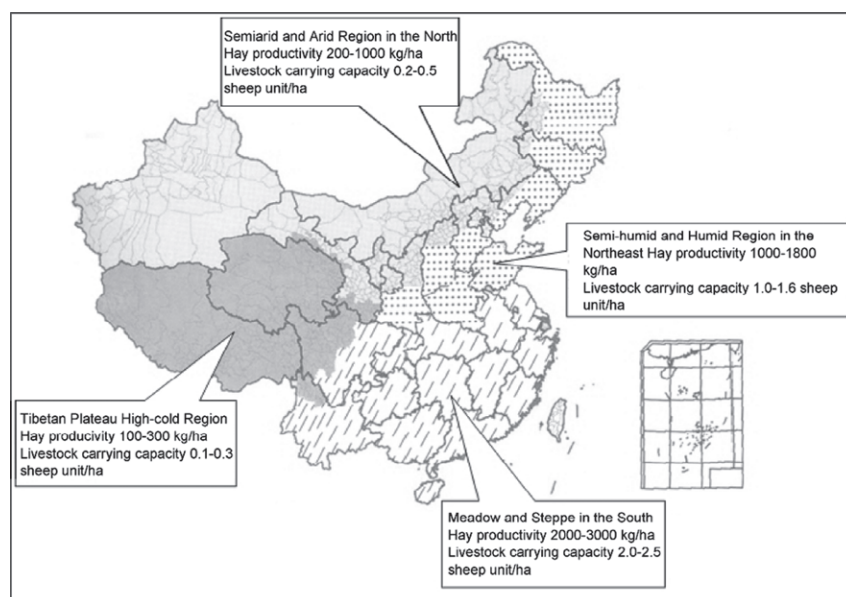 Semiarid and Arid Region in the North
Hay productivity 200-1000 kg/ha
Livestock carrying capacity 0.2-0.5
sheep unit/ha
Semi-humid and Humid Region in the
Northeast Hay productivity 1000-1800
kg/ha
Livestock carrying capacity 1.0-1.6 sheep
unit/ha
Tibetan Plateau High-cold Region
Hay producivity 100-300 kg/ha
Livestock carrying capacity 0.1-0.3
sheep unit/ha
Meadow and Steppe in the South
Hay productivity 2000-3000 kg/ha
Livestock carrying capacity 2.0-2.5
sheep unit/ha